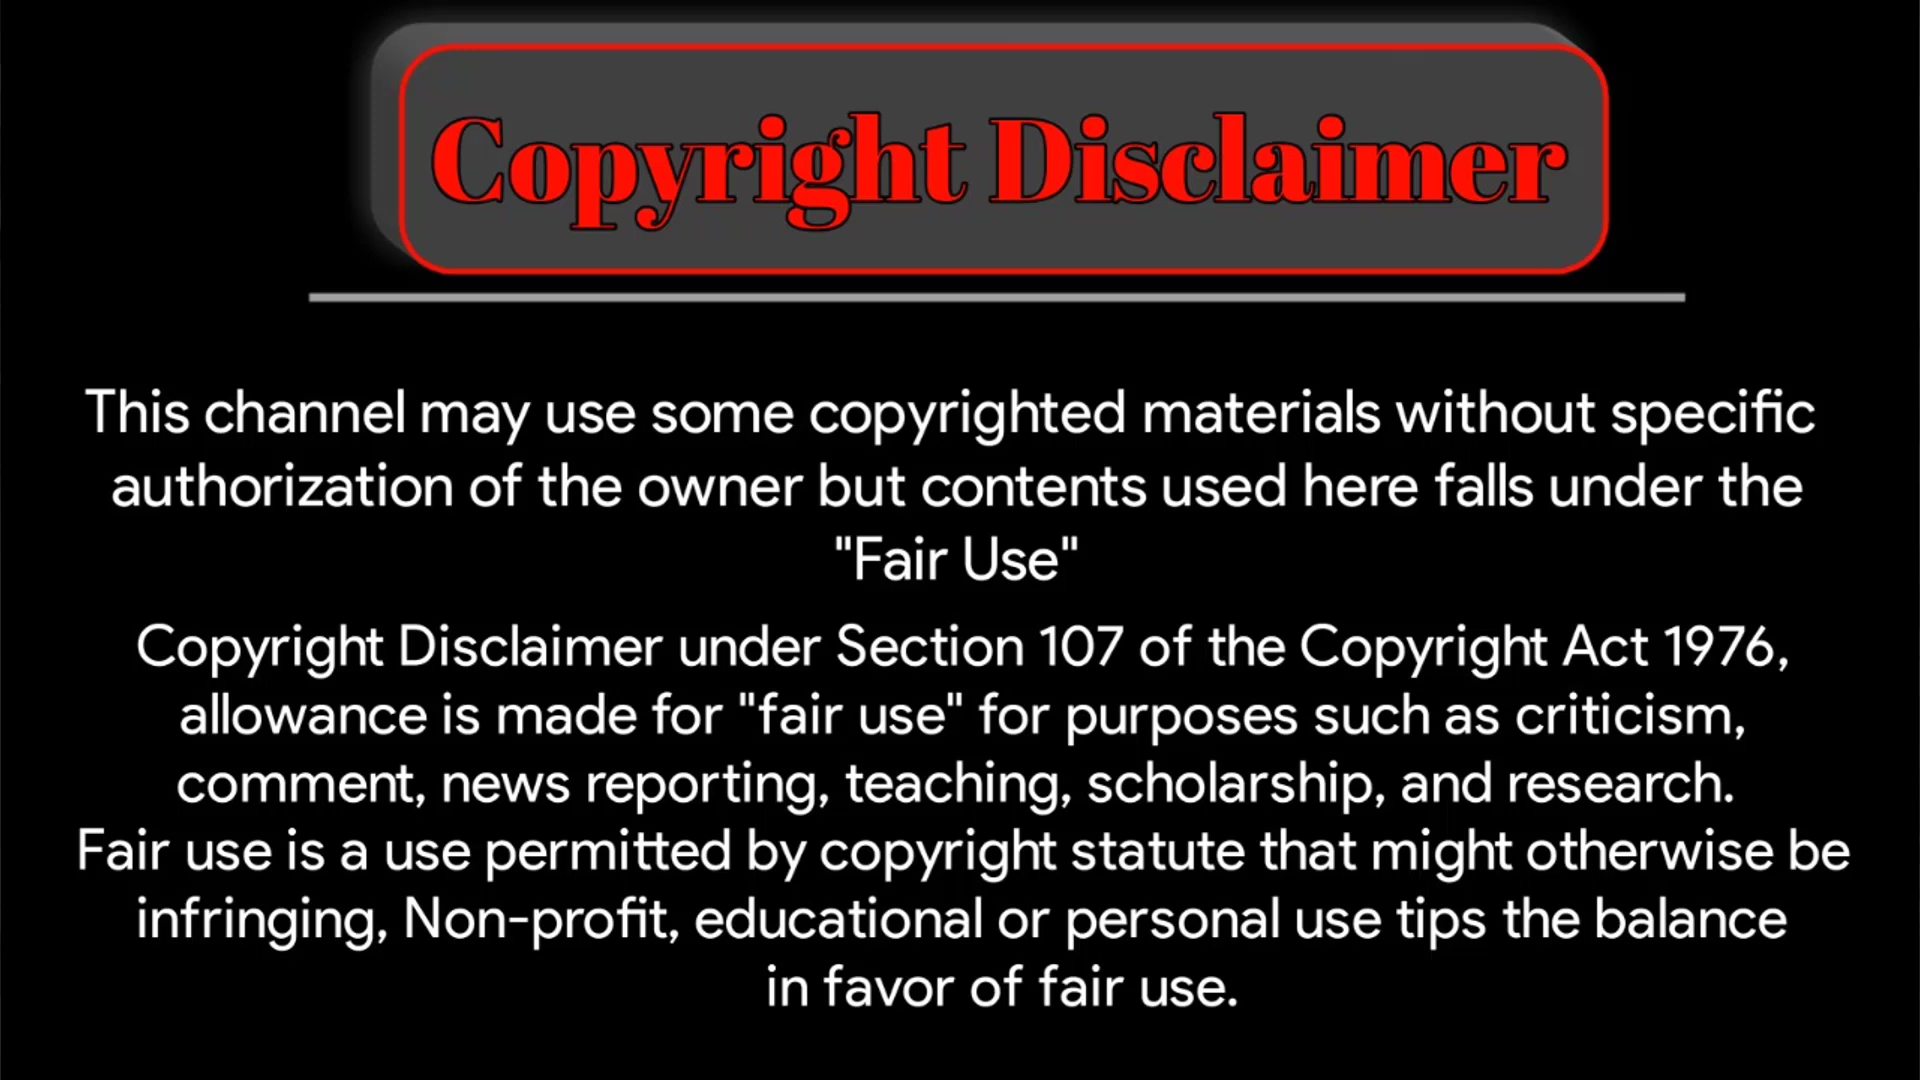 Copyright Disclaimer
This channel may use some copyrighted materials without specific
authorization of the owner but contents used here falls under the
"Fair Use"
Copyright Disclaimer under Section 107 of the Copyright Act 1976,
allowance is made for "fair use" for purposes such as criticism,
comment, news reporting, teaching, scholarship, and research.
Fair use is a use permitted by copyright statute that might otherwise be
infringing, Non-profit, educational or personal use tips the balance
in favor of fair use.